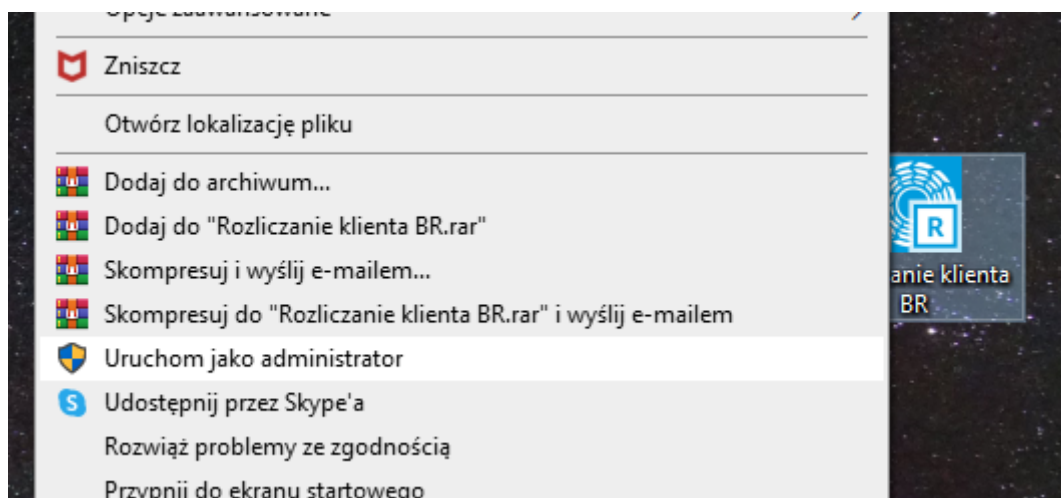 Opcje zaawansowane
Zniszcz
Otwórz lokalizację pliku
Dodaj do archiwum...
Dodaj do "Rozliczanie klienta BR.rar"
Skompresuj i wyślij e-mailem...
Skompresuj do "Rozliczanie klienta BR.rar" i wyślij e-mailem
Uruchom jako administrator
S Udostępnij przez Skype'a
Rozwiąż problemy ze zgodnością
Przypnij do ekranu startowego
R
anie klienta
BR